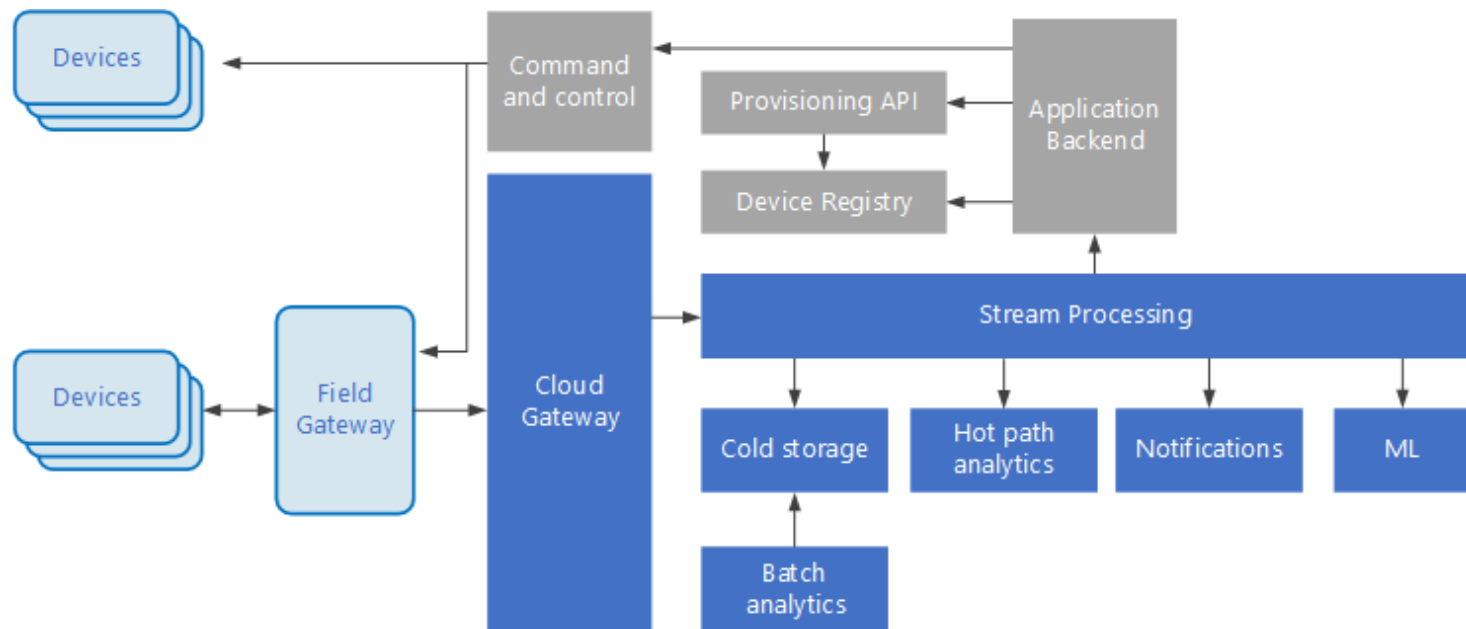 Devices
Command
and control
Provisioning API
Application
Backend
Device Registry
Stream Processing
Devices
Field
Gateway
Cloud
Gateway
Cold storage
Hot path
analytics
Notifications
ML
Batch
analytics